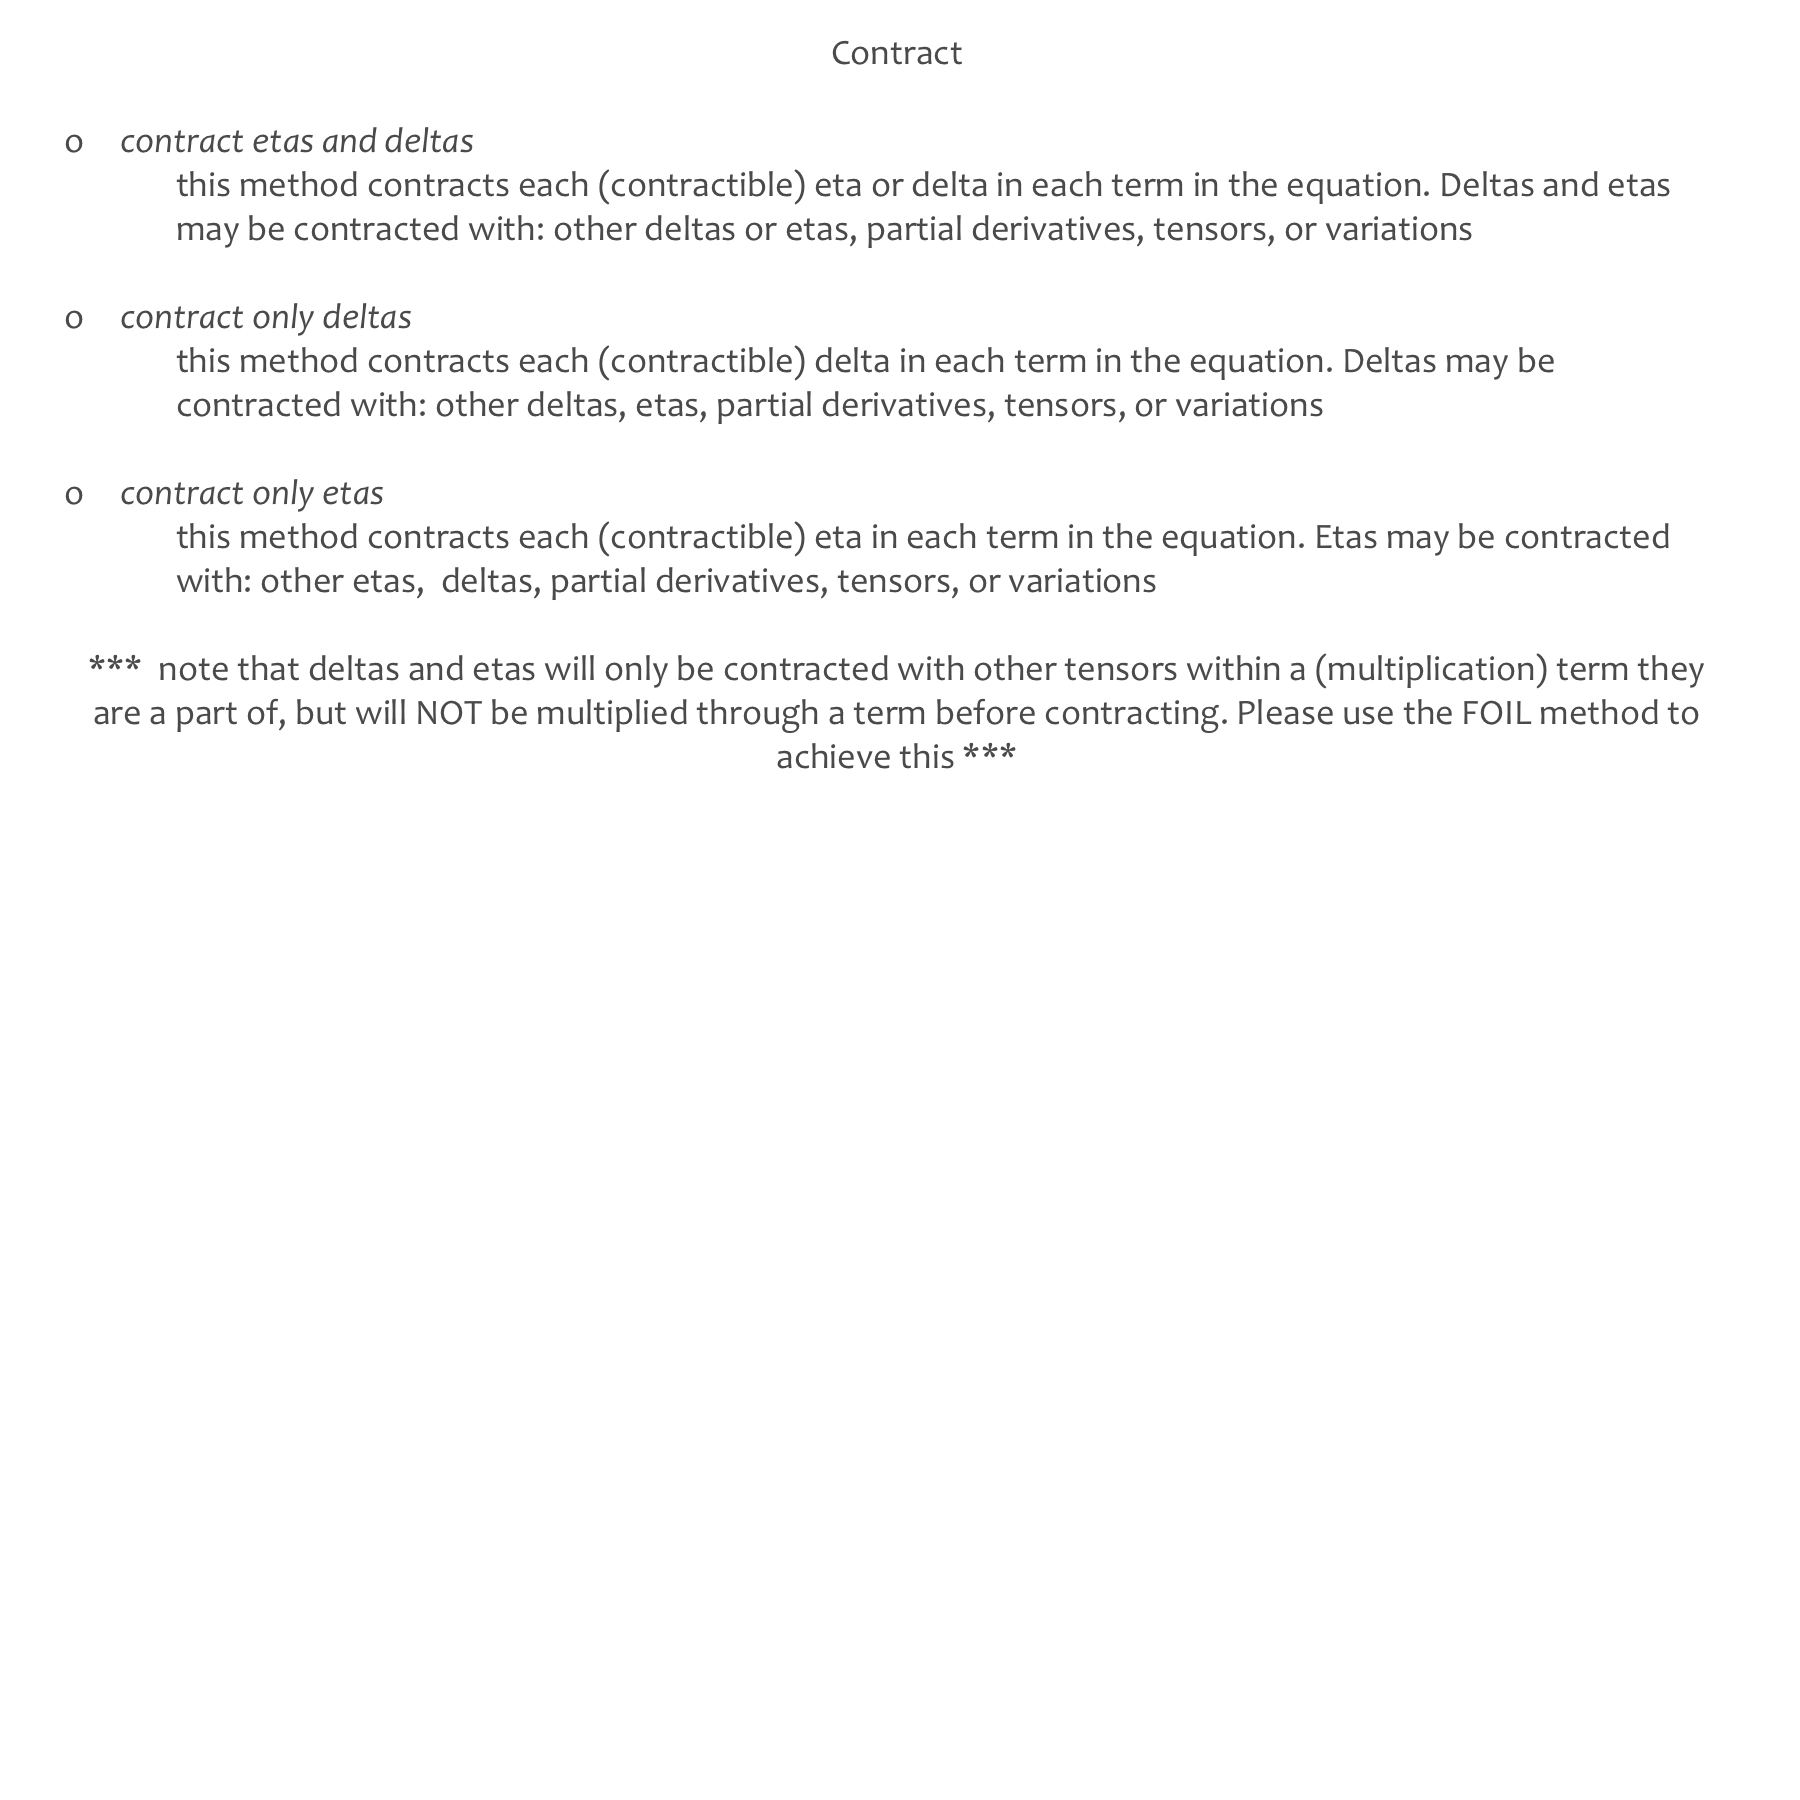 Contract
o contract etas and deltas
this method contracts each (contractible) eta or delta in each term in the equation. Deltas and etas
may be contracted with: other deltas or etas, partial derivatives, tensors, or variations
o contract only deltas
this method contracts each (contractible) delta in each term in the equation. Deltas may be
contracted with: other deltas, etas, partial derivatives, tensors, or variations
o contract only etas
this method contracts each (contractible) eta in each term in the equation. Etas may be contracted
with: other etas,  deltas, partial derivatives, tensors, or variations
***  note that deltas and etas will only be contracted with other tensors within a (multiplication) term they
are a part of, but will NOT be multiplied through a term before contracting. Please use the FOIL method to
achieve this ***